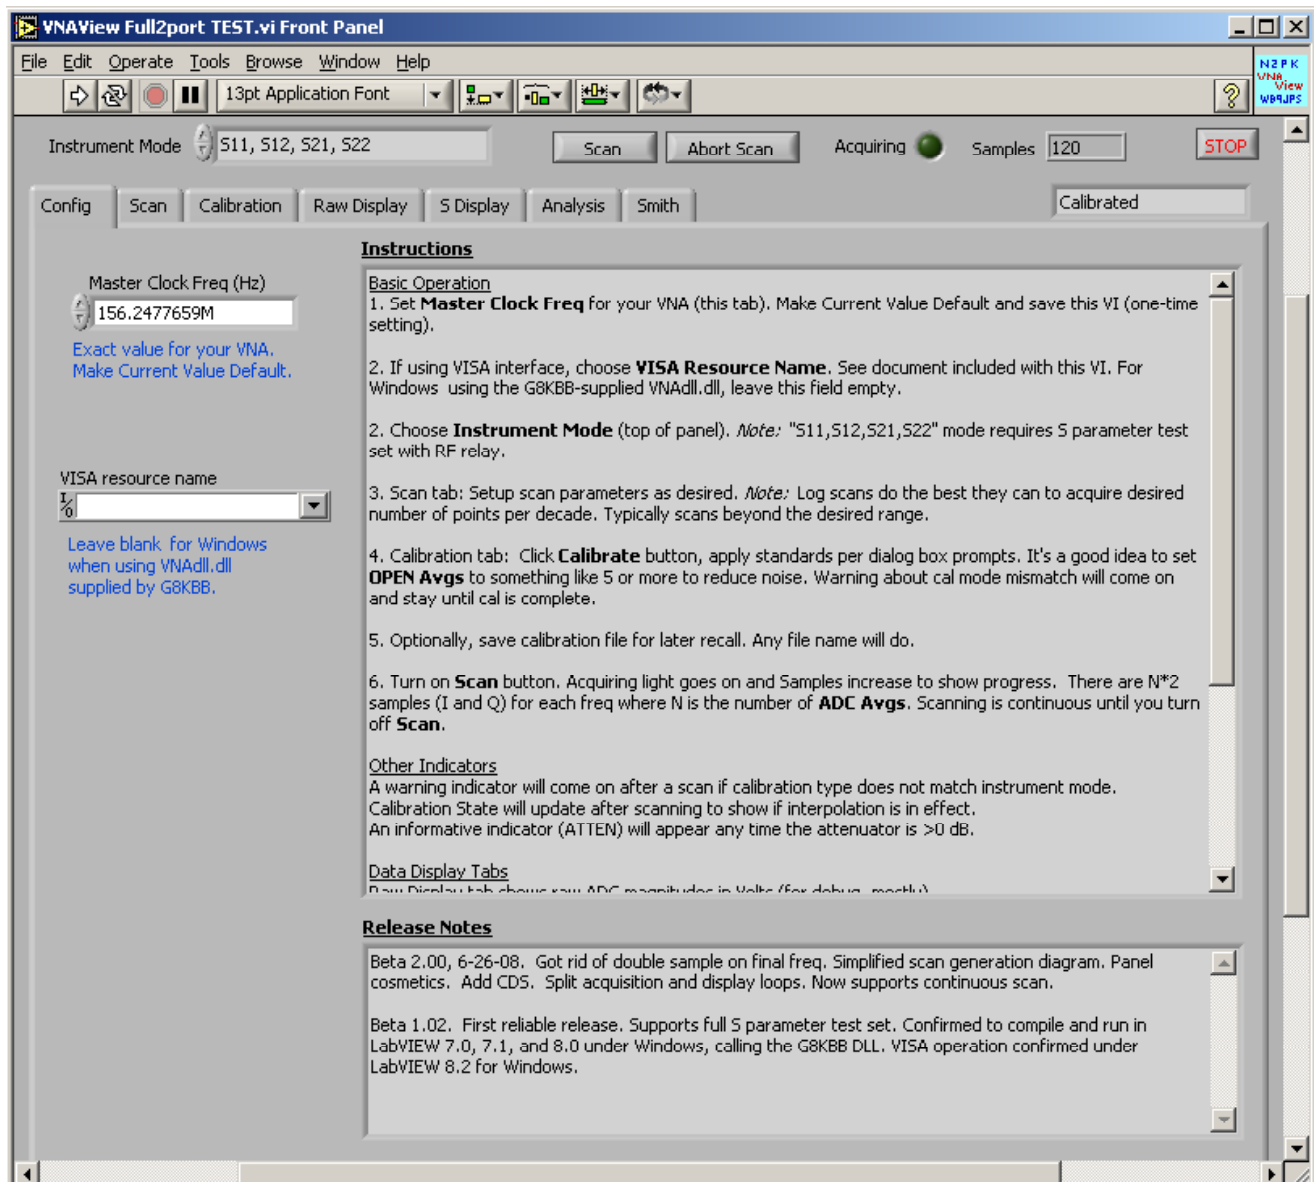 VNAView Full2port TEST.vi Front Panel
File Edit Operate Tools Browse Window Help
13pt Application Font
N2PK
VNA
View
WB9JPS
Instrument Mode S11, S12, S21, S22 Scan Abort Scan Acquiring Samples 120 STOP
Config Scan Calibration Raw Display S Display Analysis Smith Calibrated
Master Clock Freq (Hz)
156.2477659M
Exact value for your VNA.
Make Current Value Default.
VISA resource name
I/O
Leave blank for Windows
when using VNAdll.dll
supplied by G8KBB.
Instructions
Basic Operation
1. Set Master Clock Freq for your VNA (this tab). Make Current Value Default and save this VI (one-time
setting).
2. If using VISA interface, choose VISA Resource Name. See document included with this VI. For
Windows using the G8KBB-supplied VNAdll.dll, leave this field empty.
2. Choose Instrument Mode (top of panel). Note: "S11,S12,S21,S22" mode requires S parameter test
set with RF relay.
3. Scan tab: Setup scan parameters as desired. Note: Log scans do the best they can to acquire desired
number of points per decade. Typically scans beyond the desired range.
4. Calibration tab: Click Calibrate button, apply standards per dialog box prompts. It's a good idea to set
OPEN Avgs to something like 5 or more to reduce noise. Warning about cal mode mismatch will come on
and stay until cal is complete.
5. Optionally, save calibration file for later recall. Any file name will do.
6. Turn on Scan button. Acquiring light goes on and Samples increase to show progress. There are N*2
samples (I and Q) for each freq where N is the number of ADC Avgs. Scanning is continuous until you turn
off Scan.
Other Indicators
A warning indicator will come on after a scan if calibration type does not match instrument mode.
Calibration State will update after scanning to show if interpolation is in effect.
An informative indicator (ATTEN) will appear any time the attenuator is >0 dB.
Data Display Tabs
Raw Display tab shows raw ADC magnitudes in Volts (for debug, mostly)
Release Notes
Beta 2.00, 6-26-08. Got rid of double sample on final freq. Simplified scan generation diagram. Panel
cosmetics. Add CDS. Split acquisition and display loops. Now supports continuous scan.
Beta 1.02. First reliable release. Supports full S parameter test set. Confirmed to compile and run in
LabVIEW 7.0, 7.1, and 8.0 under Windows, calling the G8KBB DLL. VISA operation confirmed under
LabVIEW 8.2 for Windows.